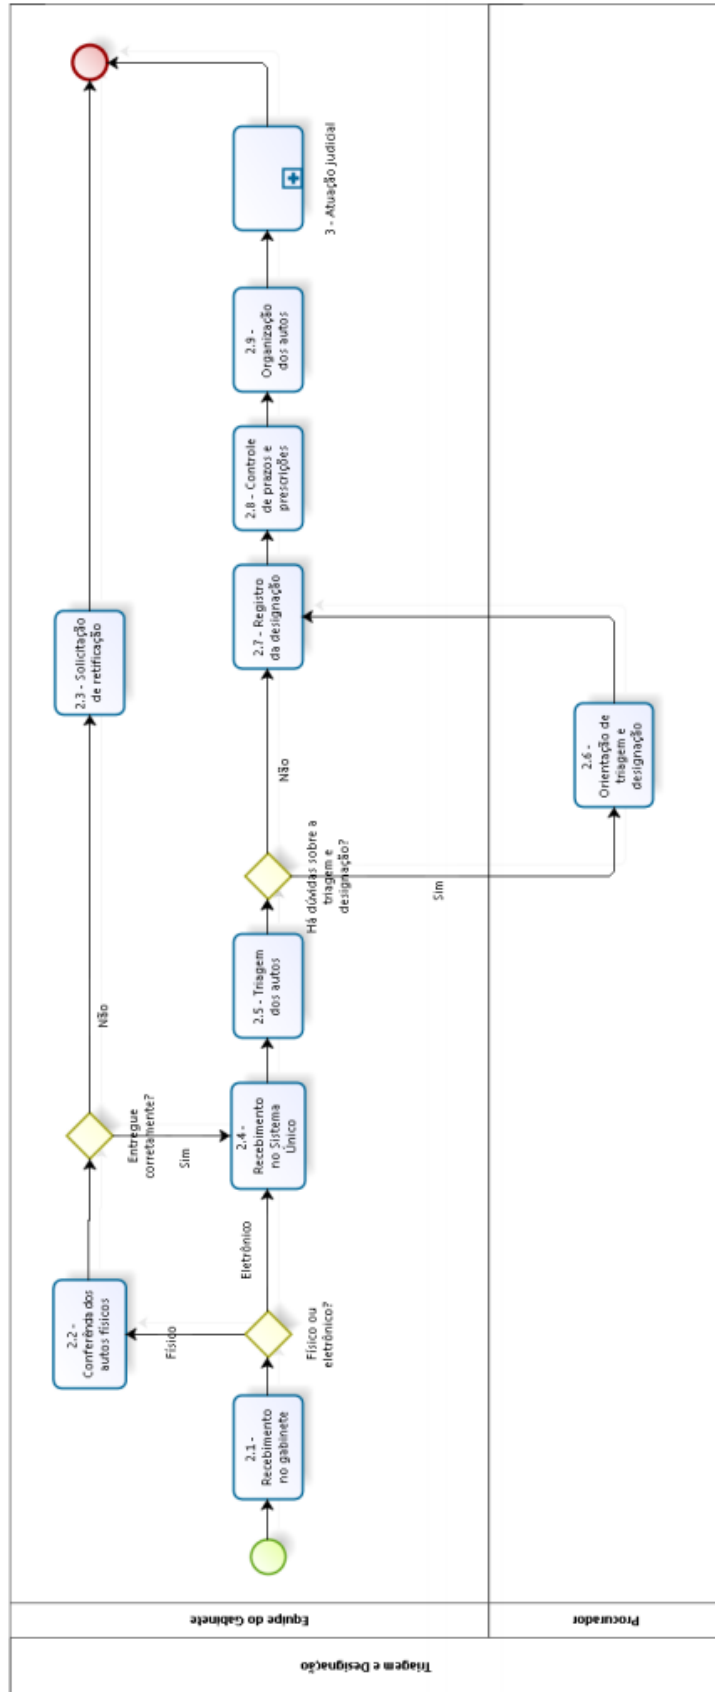 Triagem e Designação
Equipe do Gabinete
Procurador
2.1 -
Recebimento
no gabinete
Físico ou
eletrônico?
Físico
Eletrônico
2.2 -
Conferênda dos
autos físicos
Entregue
corretamente?
Sim
Não
2.3 - Solicitação
de retificação
2.4 -
Recebimento
no Sistema
Único
2.5 - Triagem
dos autos
Há dúvidas sobre a
triagem e
designação?
Sim
Não
2.6 -
Orientação de
triagem e
designação
2.7 - Registro
da designação
2.8 - Controle
de prazos e
prescrições
2.9 -
Organização
dos autos
3 - Atuação judicial